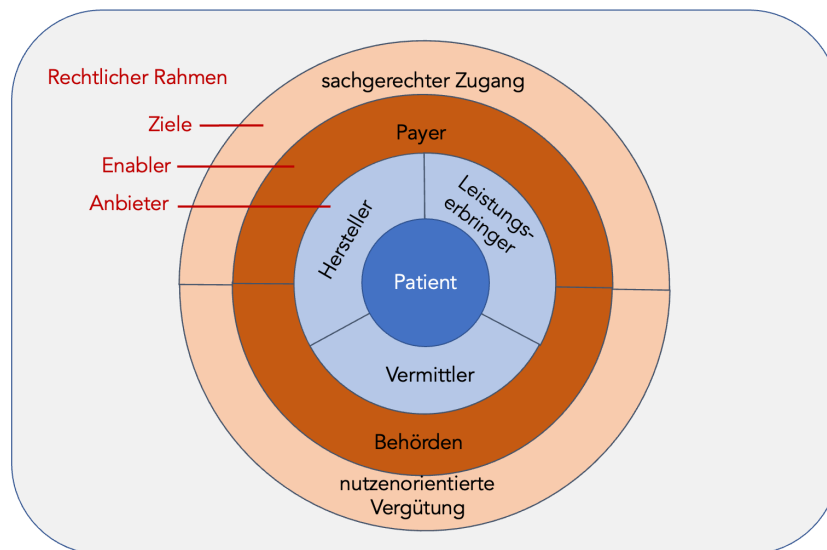 Rechtlicher Rahmen
sachgerechter Zugang
Ziele
Payer
Enabler
Anbieter
Hersteller
Leistungs-
erbringer
Patient
Vermittler
Behörden
nutzenorientierte
Vergütung